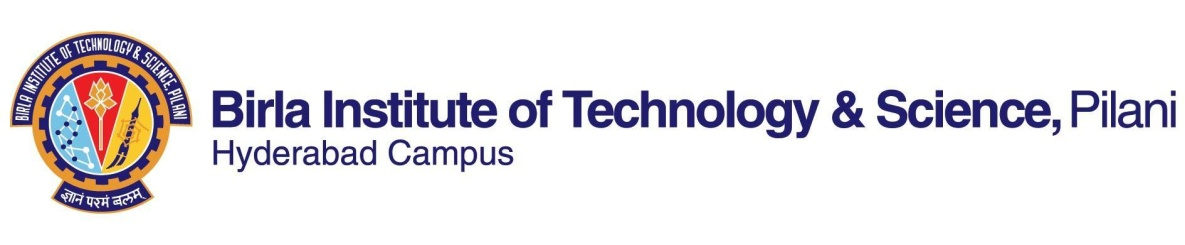 BIRLA INSTITUTE OF TECHNOLOGY & SCIENCE, PILANI
Birla Institute of Technology & Science, Pilani
Hyderabad Campus
ज्ञानं परमं बलम्